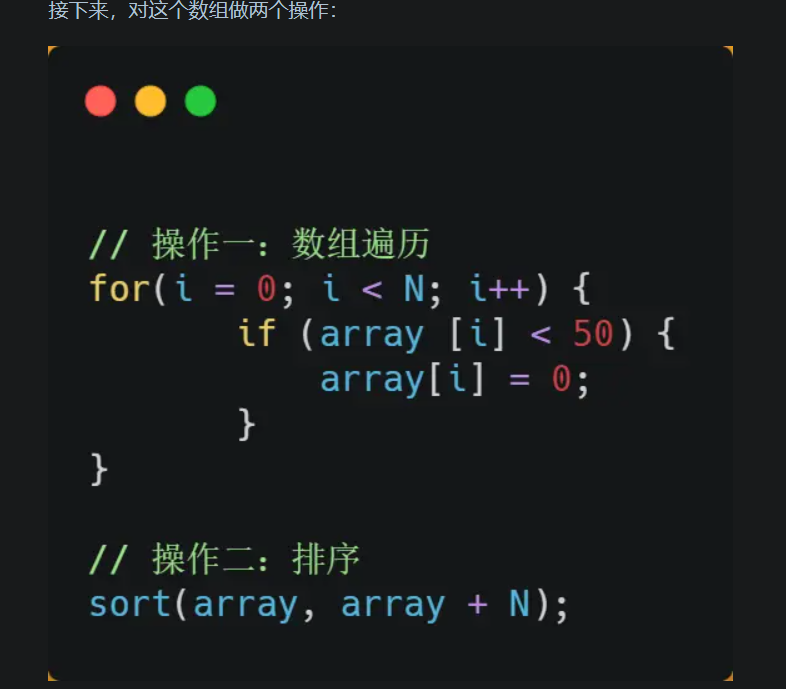 接下来，对这个数组做两个操作：
// 操作一：数组遍历
for(i = 0; i < N; i++) {
if (array [i] < 50) {
array[i] = 0;
}
}
// 操作二：排序
sort(array, array + N);